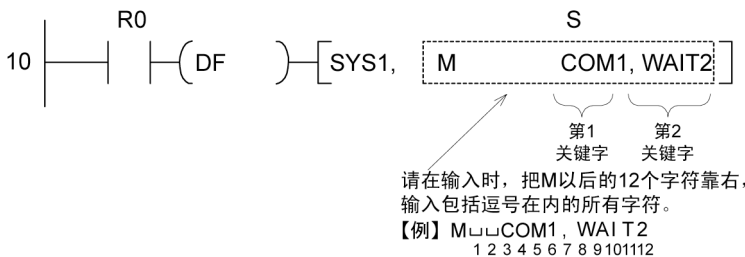 R0
S
10
DF
SYS1, M COM1, WAIT2
第1 第2
关键字 关键字
请在输入时，把M以后的12个字符靠右，
输入包括逗号在内的所有字符。
【例】M⊔⊔COM1, WAIT2
1 2 3 4 5 6 7 8 9 10 11 12